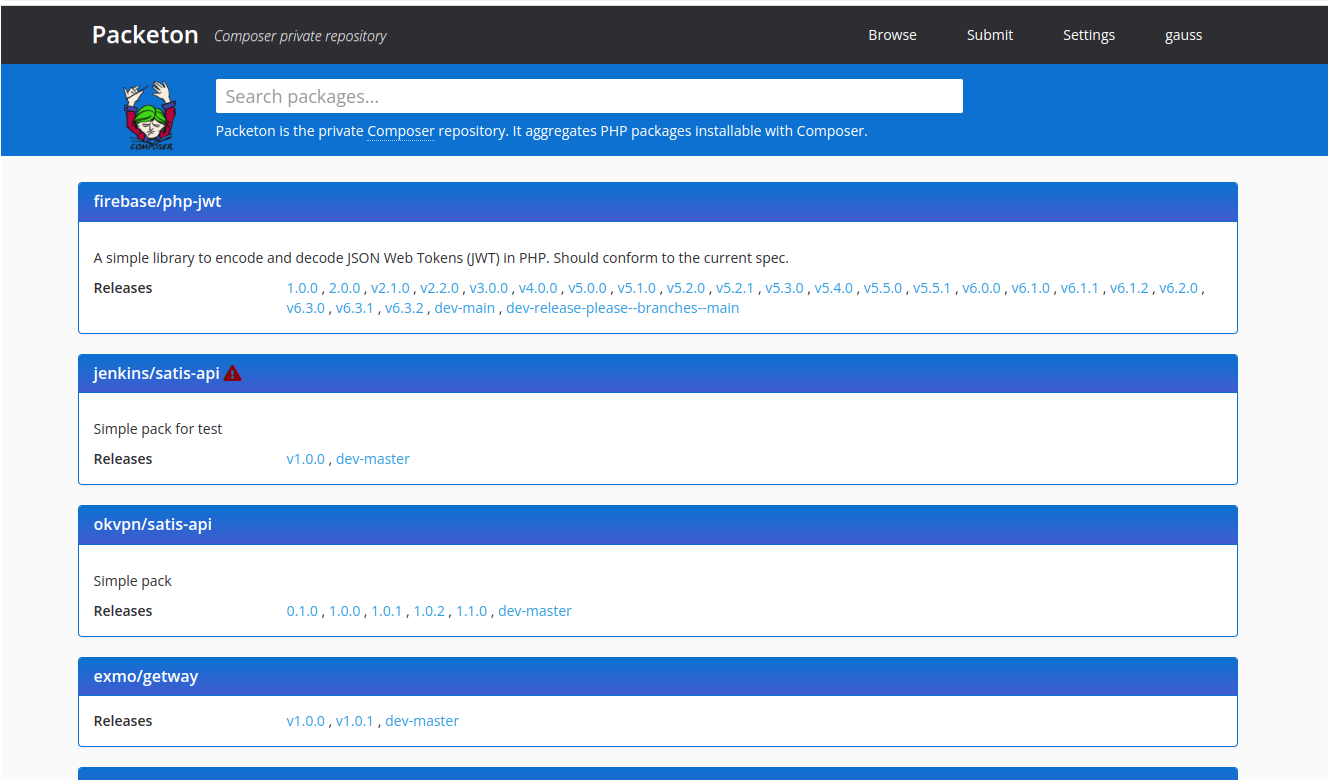 Packeton Composer private repository Browse Submit Settings gauss
Search packages...
COMPOSER
Packeton is the private Composer repository. It aggregates PHP packages installable with Composer.
firebase/php-jwt
A simple library to encode and decode JSON Web Tokens (JWT) in PHP. Should conform to the current spec.
Releases 1.0.0 , 2.0.0 , v2.1.0 , v2.2.0 , v3.0.0 , v4.0.0 , v5.0.0 , v5.1.0 , v5.2.0 , v5.2.1 , v5.3.0 , v5.4.0 , v5.5.0 , v5.5.1 , v6.0.0 , v6.1.0 , v6.1.1 , v6.1.2 , v6.2.0 ,
v6.3.0 , v6.3.1 , v6.3.2 , dev-main , dev-release-please--branches--main
jenkins/satis-api
Simple pack for test
Releases v1.0.0 , dev-master
okvpn/satis-api
Simple pack
Releases 0.1.0 , 1.0.0 , 1.0.1 , 1.0.2 , 1.1.0 , dev-master
exmo/getway
Releases v1.0.0 , v1.0.1 , dev-master